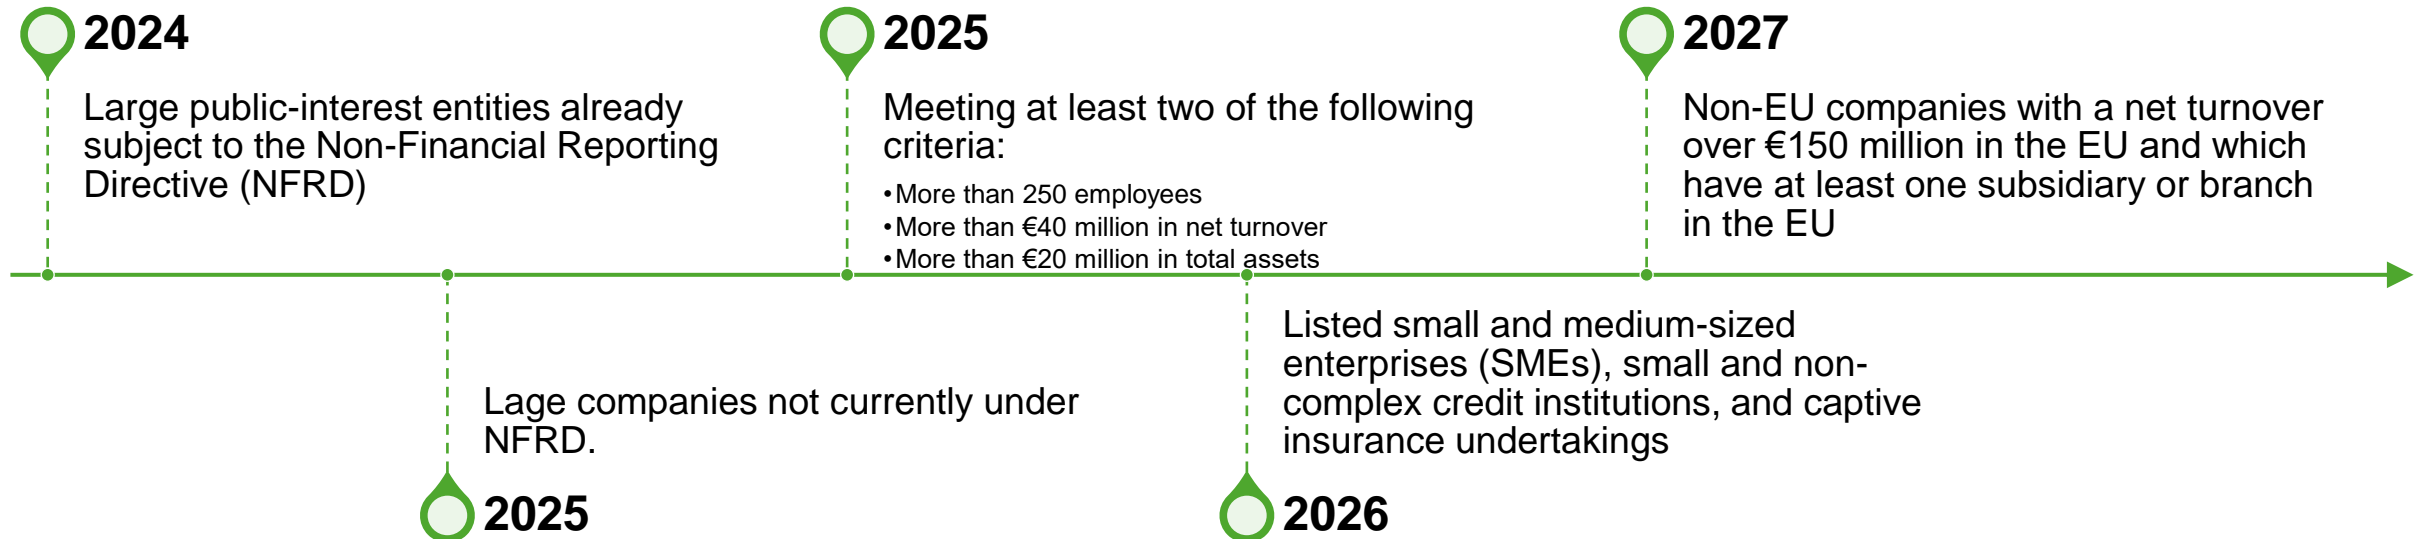 2024
Large public-interest entities already
subject to the Non-Financial Reporting
Directive (NFRD)
Lage companies not currently under
NFRD.
2025
2025
Meeting at least two of the following
criteria:
•More than 250 employees
•More than €40 million in net turnover
•More than €20 million in total assets
Listed small and medium-sized
enterprises (SMEs), small and non-
complex credit institutions, and captive
insurance undertakings
2026
2027
Non-EU companies with a net turnover
over €150 million in the EU and which
have at least one subsidiary or branch
in the EU